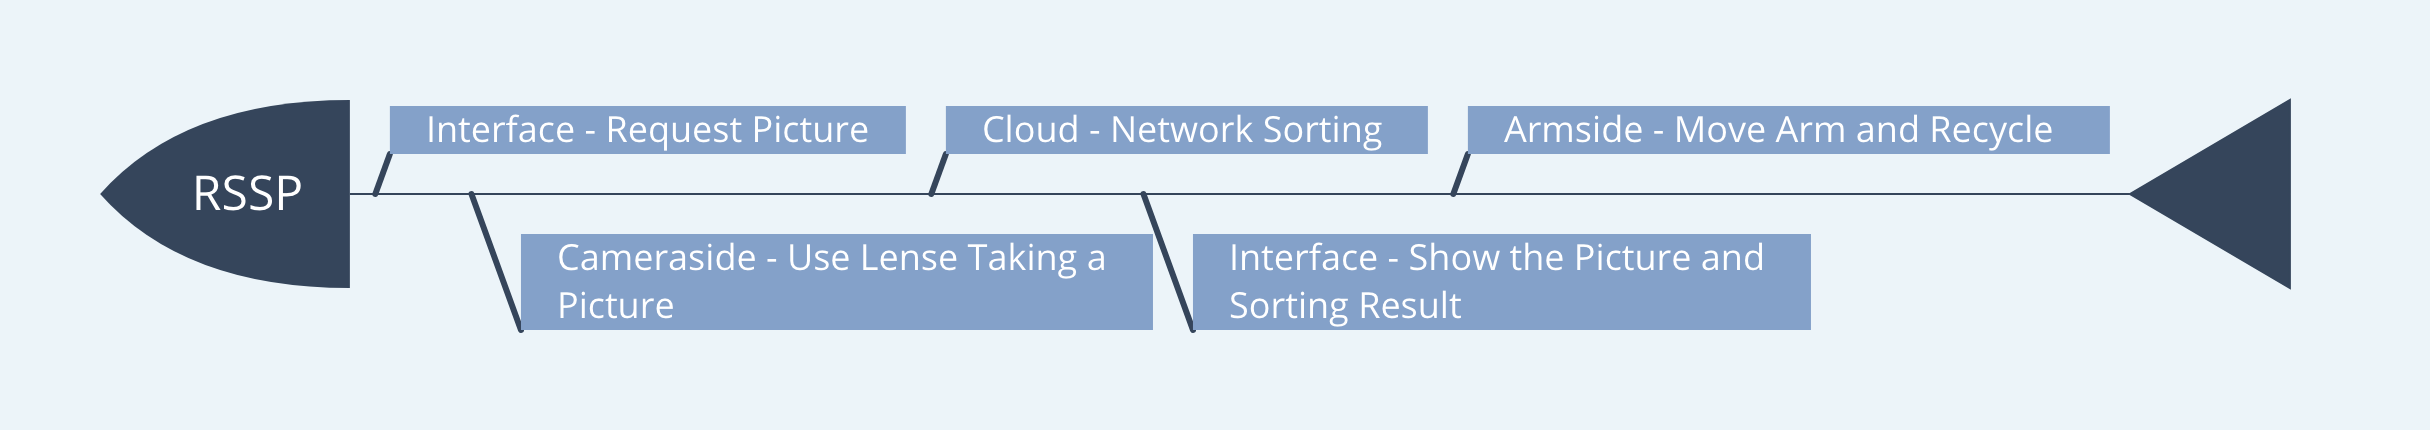 RSSP
Interface - Request Picture
Cameraside - Use Lense Taking a
Picture
Cloud - Network Sorting
Interface - Show the Picture and
Sorting Result
Armside - Move Arm and Recycle